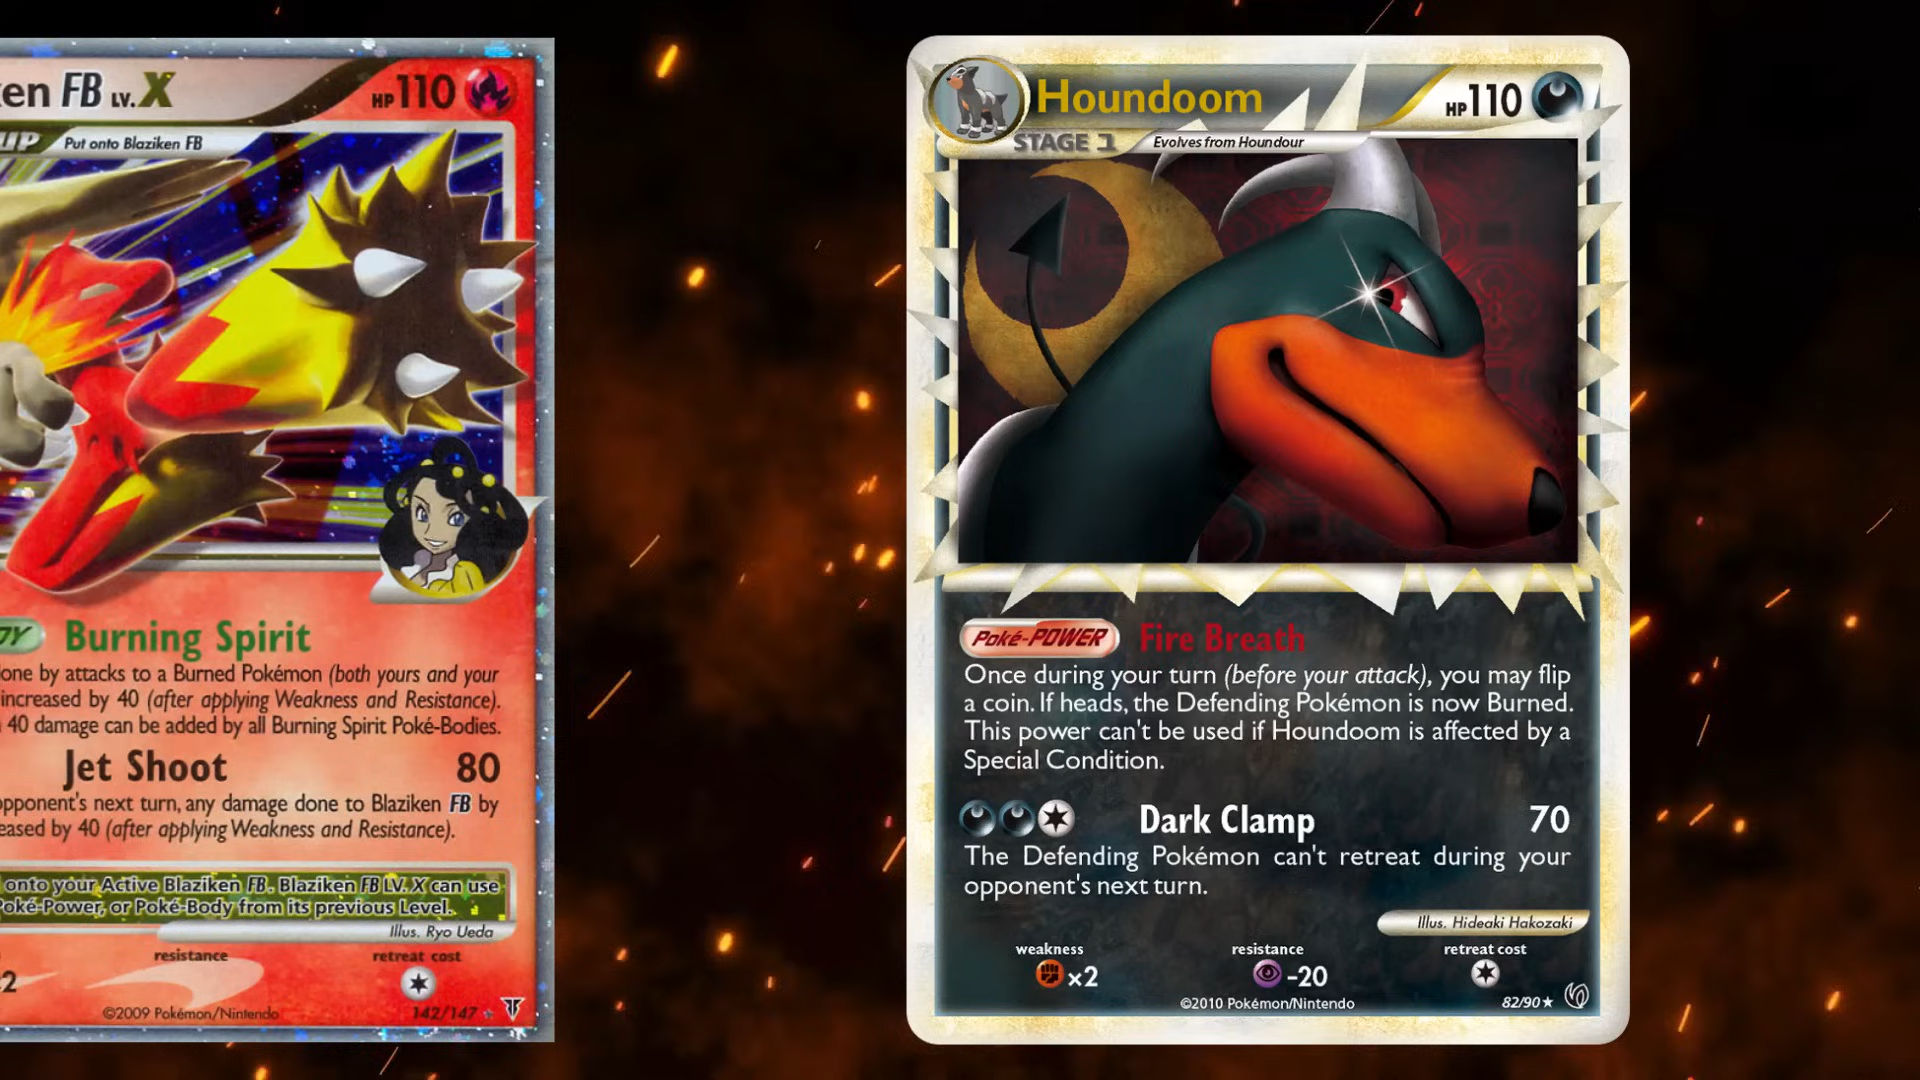 en FB LV.X HP110
UP Put onto Blaziken FB
DY Burning Spirit
one by attacks to a Burned Pokémon (both yours and your
increased by 40 (after applying Weakness and Resistance).
40 damage can be added by all Burning Spirit Poké-Bodies.
Jet Shoot 80
opponent's next turn, any damage done to Blaziken FB by
eased by 40 (after applying Weakness and Resistance).
onto your Active Blaziken FB. Blaziken FB LV. X can use
Poké-Power, or Poké-Body from its previous Level.
Illus. Ryo Ueda
resistance retreat cost
2
©2009 Pokémon/Nintendo 142/147
Houndoom HP110
STAGE 1 Evolves from Houndour
Poké-POWER Fire Breath
Once during your turn (before your attack), you may flip
a coin. If heads, the Defending Pokémon is now Burned.
This power can't be used if Houndoom is affected by a
Special Condition.
Dark Clamp 70
The Defending Pokémon can't retreat during your
opponent's next turn.
Illus. Hideaki Hakozaki
weakness resistance retreat cost
×2 -20
©2010 Pokémon/Nintendo 82/90